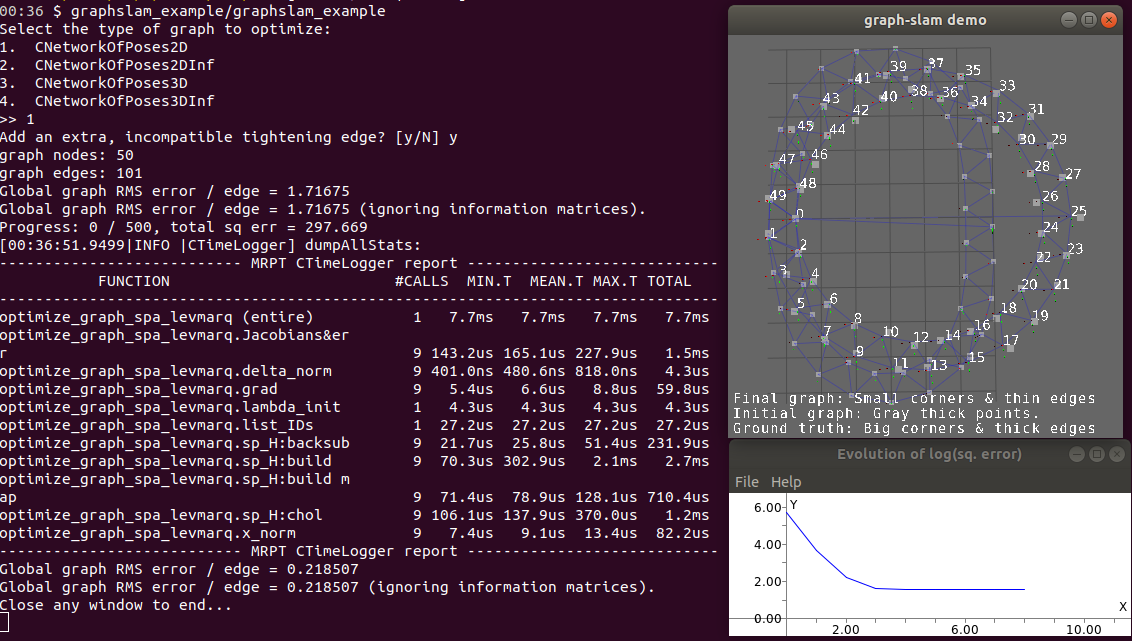 00:36 $ graphslam_example/graphslam_example
Select the type of graph to optimize:
1.  CNetworkOfPoses2D
2.  CNetworkOfPoses2DInf
3.  CNetworkOfPoses3D
4.  CNetworkOfPoses3DInf
>> 1
Add an extra, incompatible tightening edge? [y/N] y
graph nodes: 50
graph edges: 101
Global graph RMS error / edge = 1.71675
Global graph RMS error / edge = 1.71675 (ignoring information matrices).
Progress: 0 / 500, total sq err = 297.669
[00:36:51.9499|INFO |CTimeLogger] dumpAllStats:
--------------------------- MRPT CTimeLogger report ----------------------------
FUNCTION #CALLS MIN.T MEAN.T MAX.T TOTAL
--------------------------------------------------------------------------------
optimize_graph_spa_levmarq (entire) 1 7.7ms 7.7ms 7.7ms 7.7ms
optimize_graph_spa_levmarq.Jacobians&er
r 9 143.2us 165.1us 227.9us 1.5ms
optimize_graph_spa_levmarq.delta_norm 9 401.0ns 480.6ns 818.0ns 4.3us
optimize_graph_spa_levmarq.grad 9 5.4us 6.6us 8.8us 59.8us
optimize_graph_spa_levmarq.lambda_init 1 4.3us 4.3us 4.3us 4.3us
optimize_graph_spa_levmarq.list_IDs 1 27.2us 27.2us 27.2us 27.2us
optimize_graph_spa_levmarq.sp_H:backsub 9 21.7us 25.8us 51.4us 231.9us
optimize_graph_spa_levmarq.sp_H:build 9 70.3us 302.9us 2.1ms 2.7ms
optimize_graph_spa_levmarq.sp_H:build m
ap 9 71.4us 78.9us 128.1us 710.4us
optimize_graph_spa_levmarq.sp_H:chol 9 106.1us 137.9us 370.0us 1.2ms
optimize_graph_spa_levmarq.x_norm 9 7.4us 9.1us 13.4us 82.2us
--------------------------- MRPT CTimeLogger report ----------------------------
Global graph RMS error / edge = 0.218507
Global graph RMS error / edge = 0.218507 (ignoring information matrices).
Close any window to end...
graph-slam demo
39 37 35
41 38 36 33
43 40 34 31
42 32
45 44 30 29
47 46 28 27
49 48 26
0 25
1 24
2 23
3 4 22
5 6 20 21
7 8 18 19
9 10 12 14 16 17
11 13 15
Final graph: Small corners & thin edges
Initial graph: Gray thick points.
Ground truth: Big corners & thick edges
Evolution of log(sq. error)
File Help
Y
6.00
4.00
2.00
0.00
X
2.00 6.00 10.00